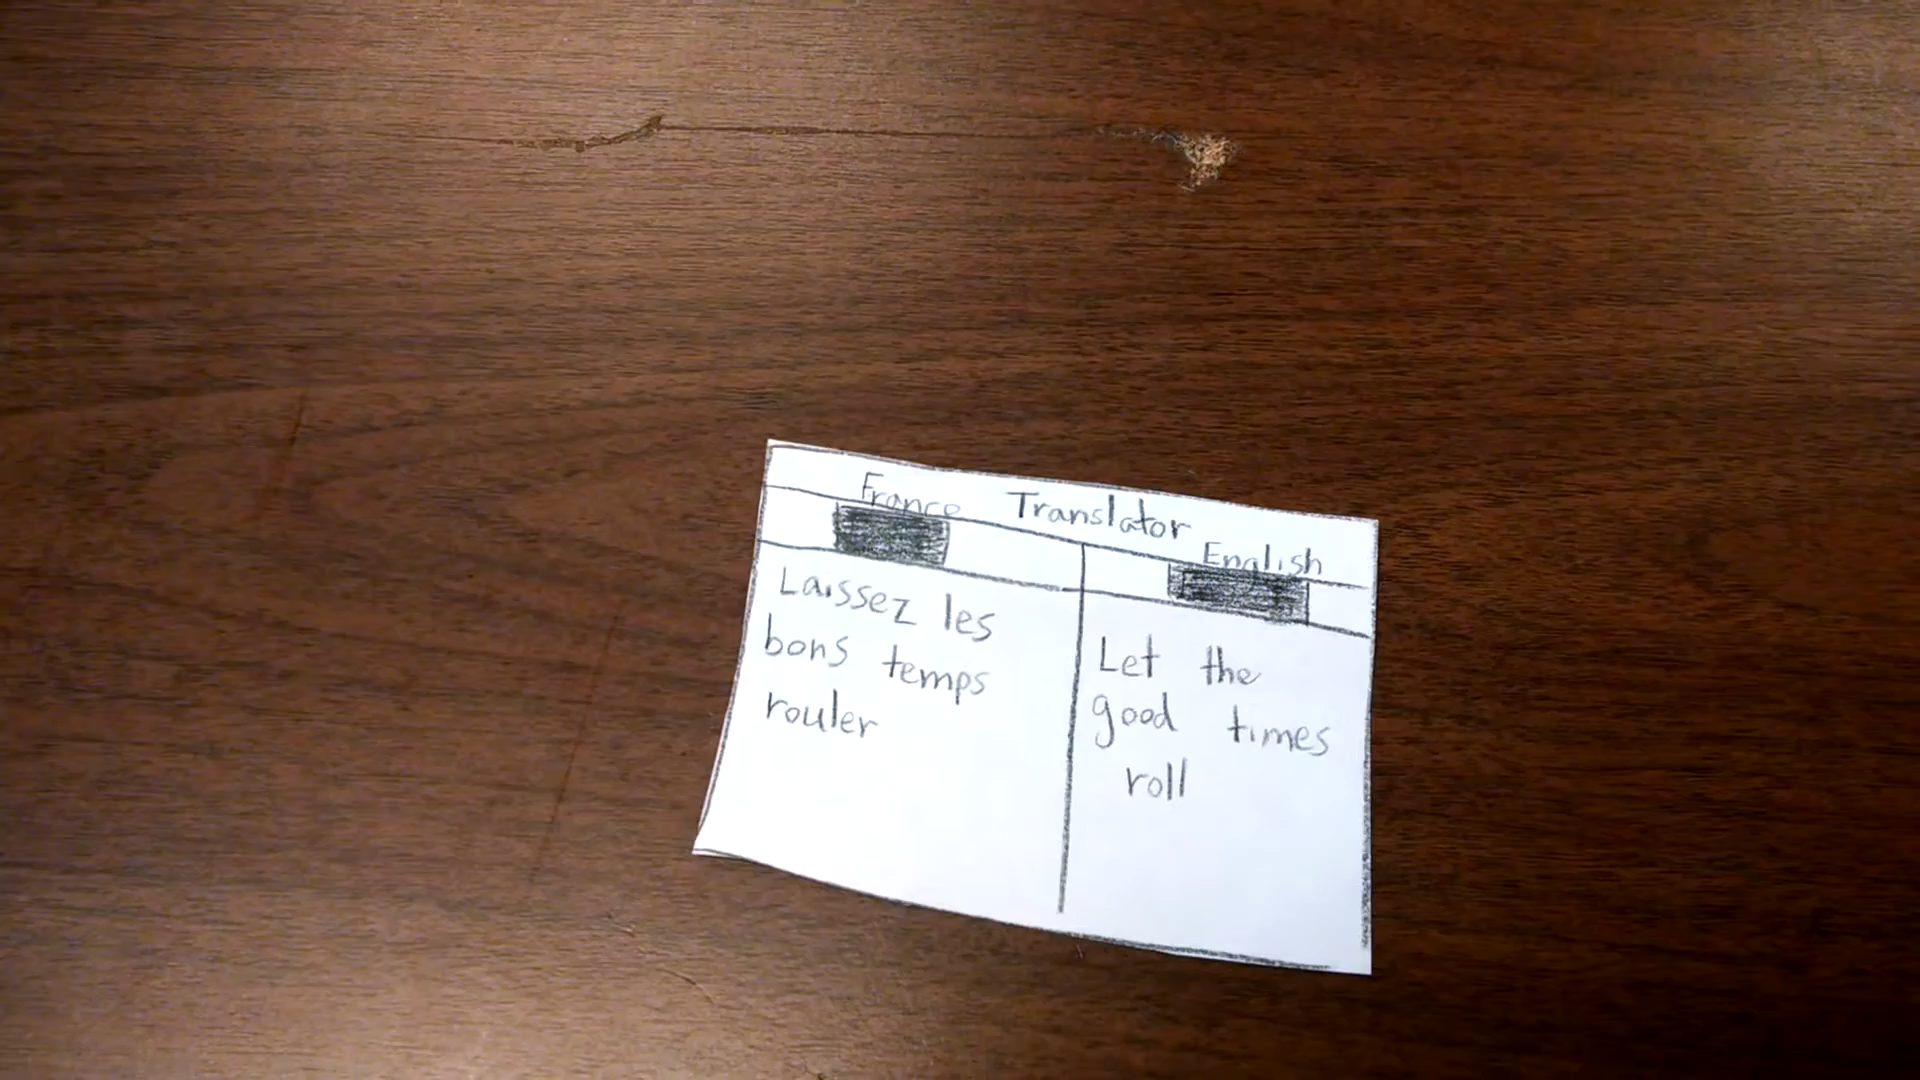 France Translator English
Laissez les
bons temps
rouler
Let the
good times
roll